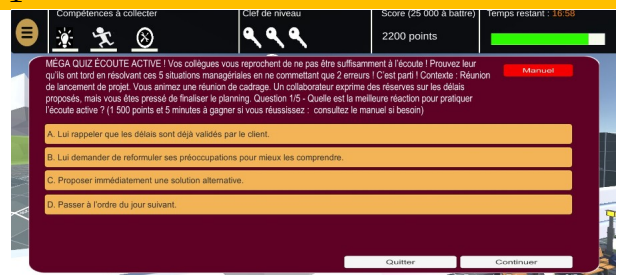 Compétences à collecter
Clef de niveau
Score (25 000 à battre)
Temps restant : 16:58
2200 points
MÉGA QUIZ ÉCOUTE ACTIVE ! Vos collègues vous reprochent de ne pas être suffisamment à l'écoute ! Prouvez leur
qu'ils ont tord en résolvant ces 5 situations managériales en ne commettant que 2 erreurs ! C'est parti ! Contexte : Réunion
de lancement de projet. Vous animez une réunion de cadrage. Un collaborateur exprime des réserves sur les délais
proposés, mais vous êtes pressé de finaliser le planning. Question 1/5 - Quelle est la meilleure réaction pour pratiquer
l'écoute active ? (1 500 points et 5 minutes à gagner si vous réussissez : consultez le manuel si besoin)
Manuel
A. Lui rappeler que les délais sont déjà validés par le client.
B. Lui demander de reformuler ses préoccupations pour mieux les comprendre.
C. Proposer immédiatement une solution alternative.
D. Passer à l'ordre du jour suivant.
Quitter
Continuer